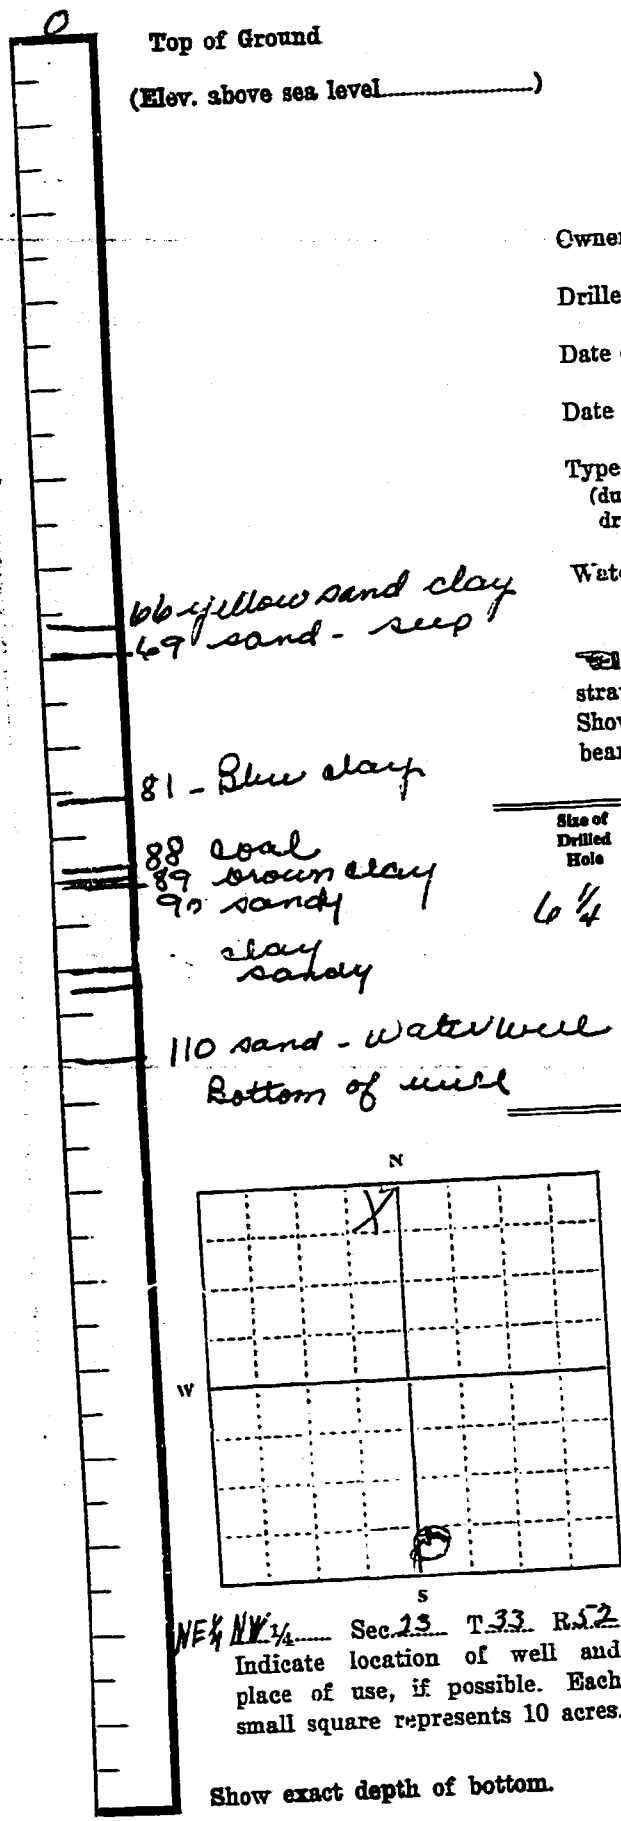 0
Top of Ground
(Elev. above sea level....................)
Owner
Drille
Date
Date
Type
(du
dr
Wate
66 yellow sand clay
69 sand - seep
stra
Show
bear
81 - Blue clay
Size of
Drilled
Hole
88 coal
89 brown clay
90 sandy
6 1/4
clay
sandy
110 sand - water well
Bottom of well
N
W
S
NE¼ NW ¼ Sec. 23 T. 33 R. 52
Indicate location of well and
place of use, if possible. Each
small square represents 10 acres.
Show exact depth of bottom.